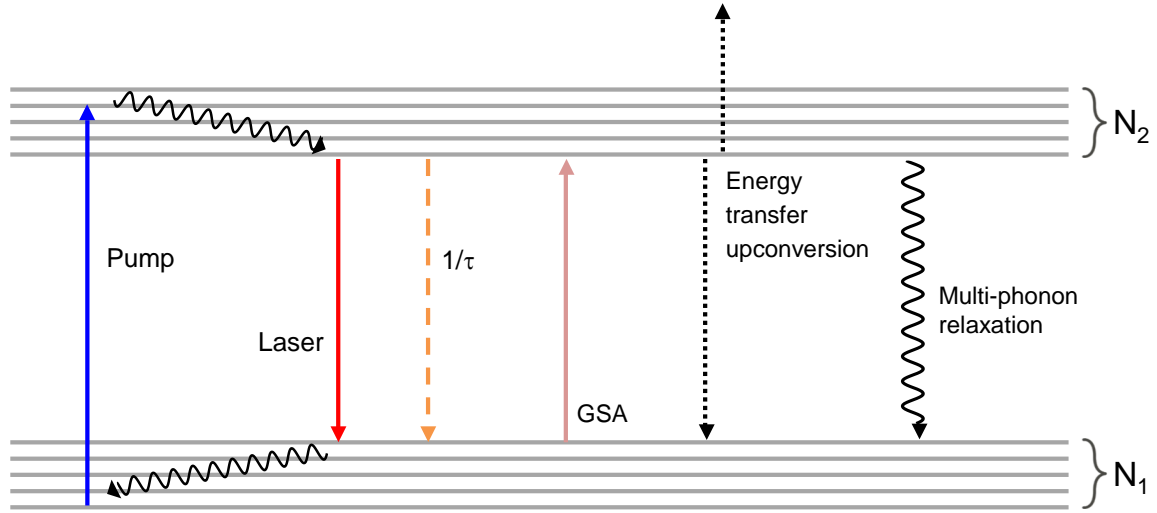 N2
Energy
transfer
upconversion
Pump
1/τ
Multi-phonon
relaxation
Laser
GSA
N1